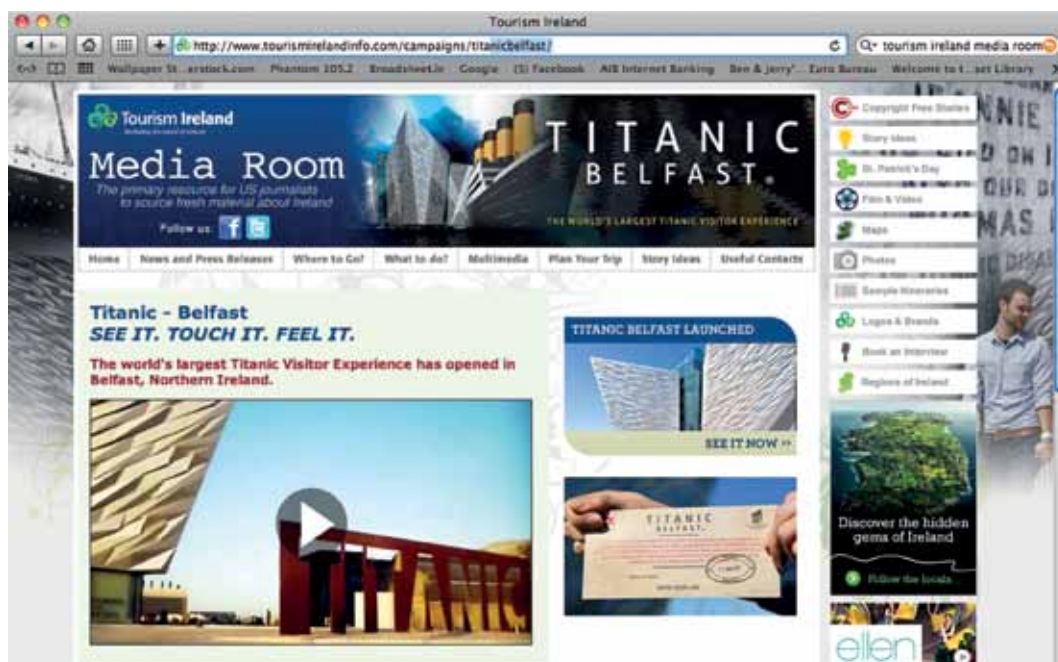 Tourism Ireland
http://www.tourismirelandinfo.com/campaigns/titanicbelfast/
tourism ireland media room
Wallpaper St...erstock.com Phantom 105.2 Broadsheet.ie Google (1) Facebook AIB Internet Banking Ben & Jerry'... Euro Bureau Welcome to t...set Library
Tourism Ireland
Media Room
The primary resource for US journalists
to source fresh material about Ireland
Follow us:
TITANIC
BELFAST
THE WORLD'S LARGEST TITANIC VISITOR EXPERIENCE
Home News and Press Releases Where to Go? What to do? Multimedia Plan Your Trip Story Ideas Useful Contacts
Titanic - Belfast
SEE IT. TOUCH IT. FEEL IT.
The world's largest Titanic Visitor Experience has opened in
Belfast, Northern Ireland.
TITANIC BELFAST LAUNCHED
SEE IT NOW >>
TITANIC
BELFAST
Copyright Free Stories
Story Ideas
St. Patrick's Day
Film & Video
Maps
Photos
Sample Itineraries
Logos & Brands
Book an Interview
Regions of Ireland
Discover the hidden
gems of Ireland
Follow the locals
ellen